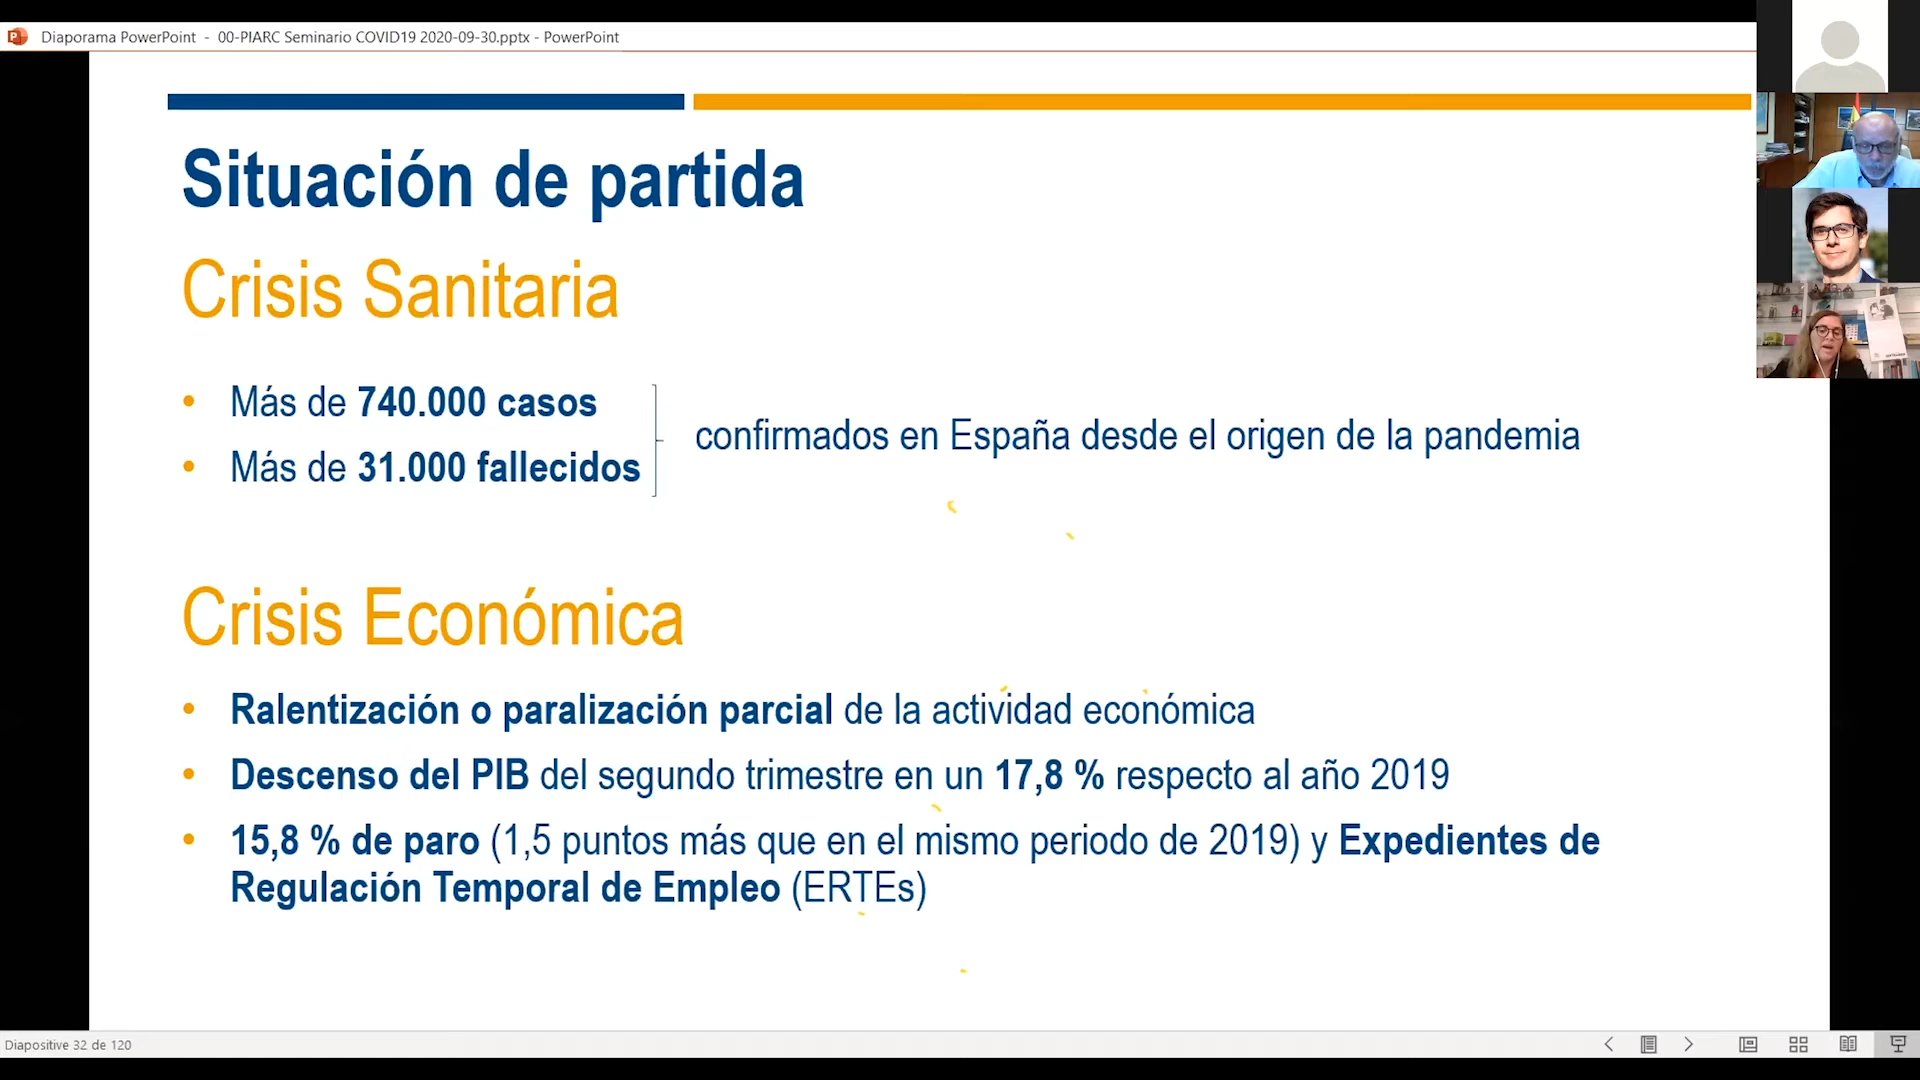 Diaporama PowerPoint - 00-PIARC Seminario COVID19 2020-09-30.pptx - PowerPoint
Situación de partida
Crisis Sanitaria
• Más de 740.000 casos
• Más de 31.000 fallecidos
confirmados en España desde el origen de la pandemia
Crisis Económica
• Ralentización o paralización parcial de la actividad económica
• Descenso del PIB del segundo trimestre en un 17,8 % respecto al año 2019
• 15,8 % de paro (1,5 puntos más que en el mismo periodo de 2019) y Expedientes de
Regulación Temporal de Empleo (ERTEs)
Diapositive 32 de 120